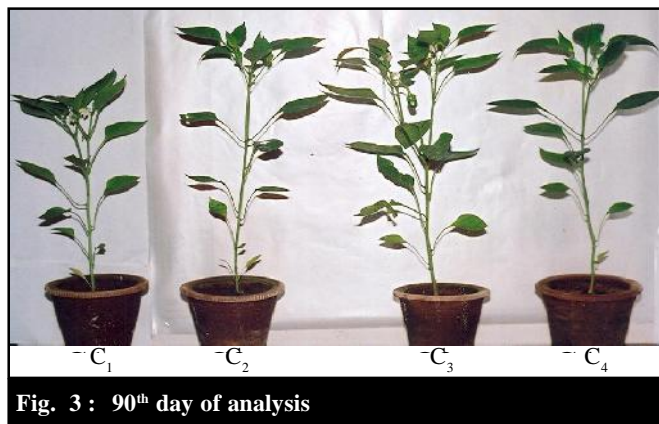 C₁ C₂ C₃ C₄
Fig. 3 : 90ᵗʰ day of analysis